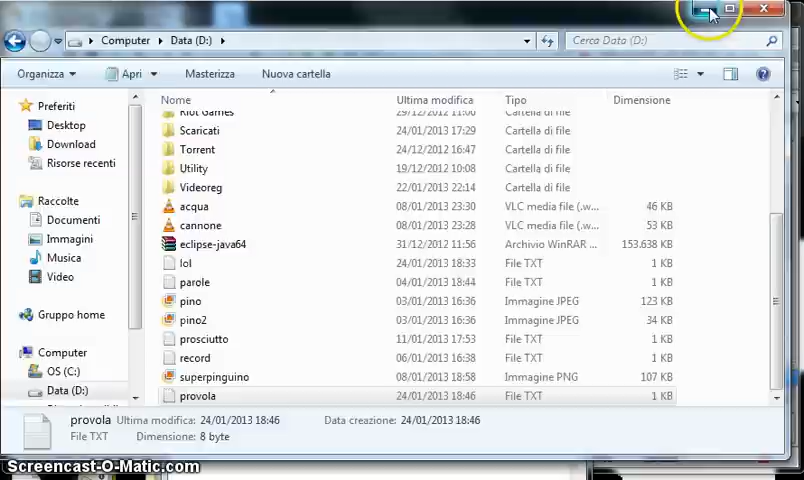 Computer Data (D:) Cerca Data (D:)
Organizza Apri Masterizza Nuova cartella
Nome Ultima modifica Tipo Dimensione
Preferiti
Desktop
Download
Risorse recenti
Raccolte
Documenti
Immagini
Musica
Video
Gruppo home
Computer
OS (C:)
Data (D:)
Riot Games 29/12/2012 11:06 Cartella di file
Scaricati 24/01/2013 17:29 Cartella di file
Torrent 24/12/2012 16:47 Cartella di file
Utility 19/12/2012 10:08 Cartella di file
Videoreg 22/01/2013 22:14 Cartella di file
acqua 08/01/2013 23:30 VLC media file (.w... 46 KB
cannone 08/01/2013 23:28 VLC media file (.w... 53 KB
eclipse-java64 31/12/2012 11:56 Archivio WinRAR ... 153.638 KB
lol 24/01/2013 18:33 File TXT 1 KB
parole 04/01/2013 18:44 File TXT 1 KB
pino 03/01/2013 16:36 Immagine JPEG 123 KB
pino2 03/01/2013 16:36 Immagine JPEG 34 KB
prosciutto 11/01/2013 17:53 File TXT 1 KB
record 06/01/2013 16:38 File TXT 1 KB
superpinguino 08/01/2013 18:58 Immagine PNG 107 KB
provola 24/01/2013 18:46 File TXT 1 KB
provola Ultima modifica: 24/01/2013 18:46 Data creazione: 24/01/2013 18:46
File TXT Dimensione: 8 byte
Screencast-O-Matic.com